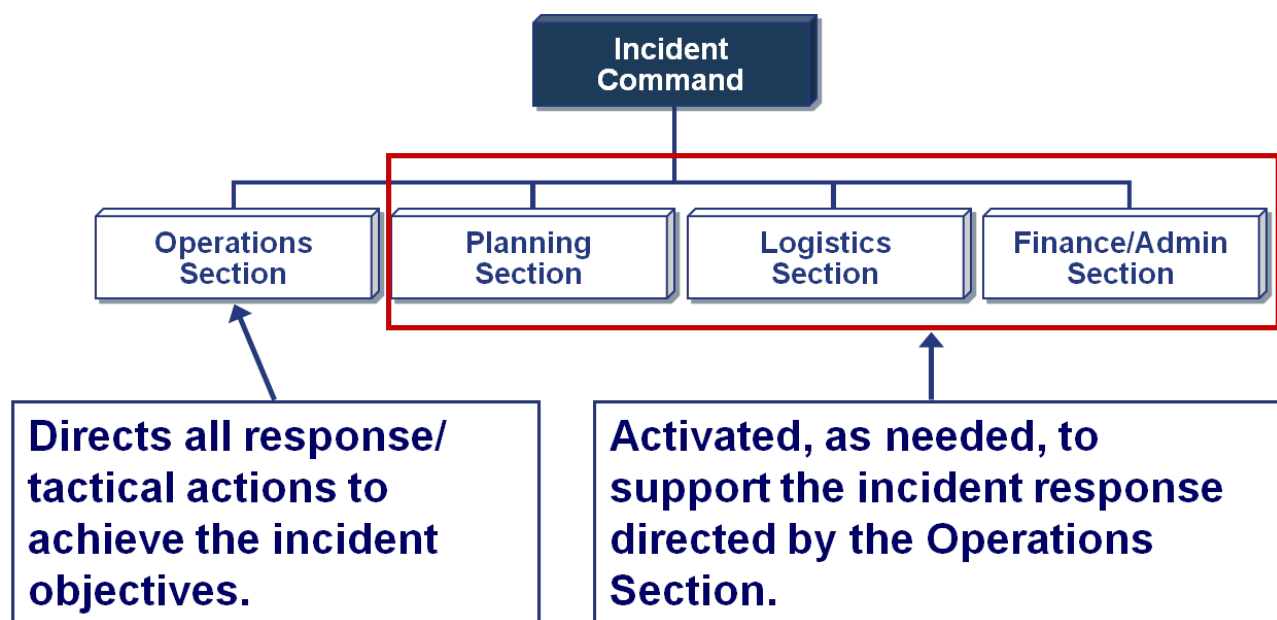 Incident
Command
Operations
Section
Planning
Section
Logistics
Section
Finance/Admin
Section
Directs all response/
tactical actions to
achieve the incident
objectives.
Activated, as needed, to
support the incident response
directed by the Operations
Section.